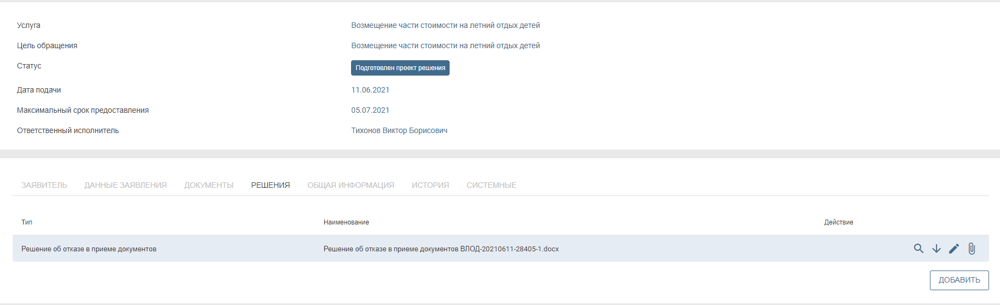 Услуга Возмещение части стоимости на летний отдых детей
Цель обращения Возмещение части стоимости на летний отдых детей
Статус Подготовлен проект решения
Дата подачи 11.06.2021
Максимальный срок предоставления 05.07.2021
Ответственный исполнитель Тихонов Виктор Борисович
ЗАЯВИТЕЛЬ ДАННЫЕ ЗАЯВЛЕНИЯ ДОКУМЕНТЫ РЕШЕНИЯ ОБЩАЯ ИНФОРМАЦИЯ ИСТОРИЯ СИСТЕМНЫЕ
Тип Наименование Действие
Решение об отказе в приеме документов Решение об отказе в приеме документов ВЛОД-20210611-28405-1.docx
ДОБАВИТЬ